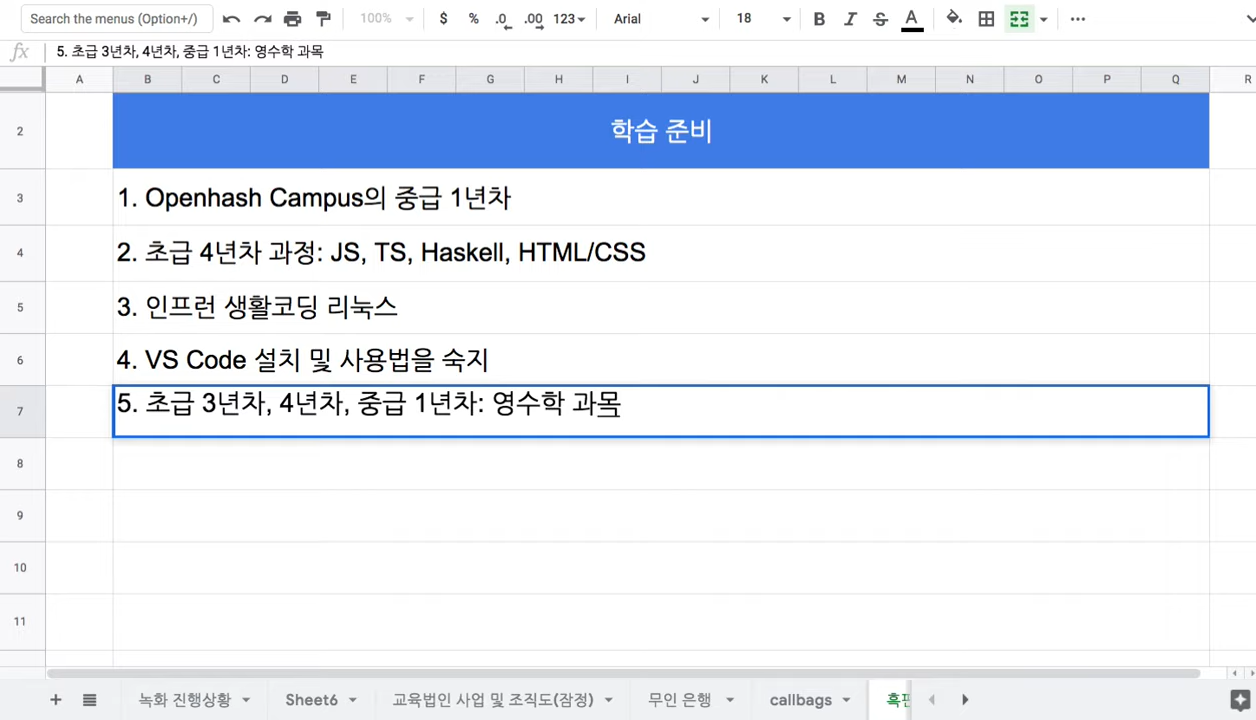 Search the menus (Option+/) 100% $ % .0 .00 123 Arial 18 B I S A
fx 5. 초급 3년차, 4년차, 중급 1년차: 영수학 과목
A B C D E F G H I J K L M N O P Q R
2 학습 준비
3 1. Openhash Campus의 중급 1년차
4 2. 초급 4년차 과정: JS, TS, Haskell, HTML/CSS
5 3. 인프런 생활코딩 리눅스
6 4. VS Code 설치 및 사용법을 숙지
7 5. 초급 3년차, 4년차, 중급 1년차: 영수학 과목
8
9
10
11
녹화 진행상황 Sheet6 교육법인 사업 및 조직도(잠정) 무인 은행 callbags